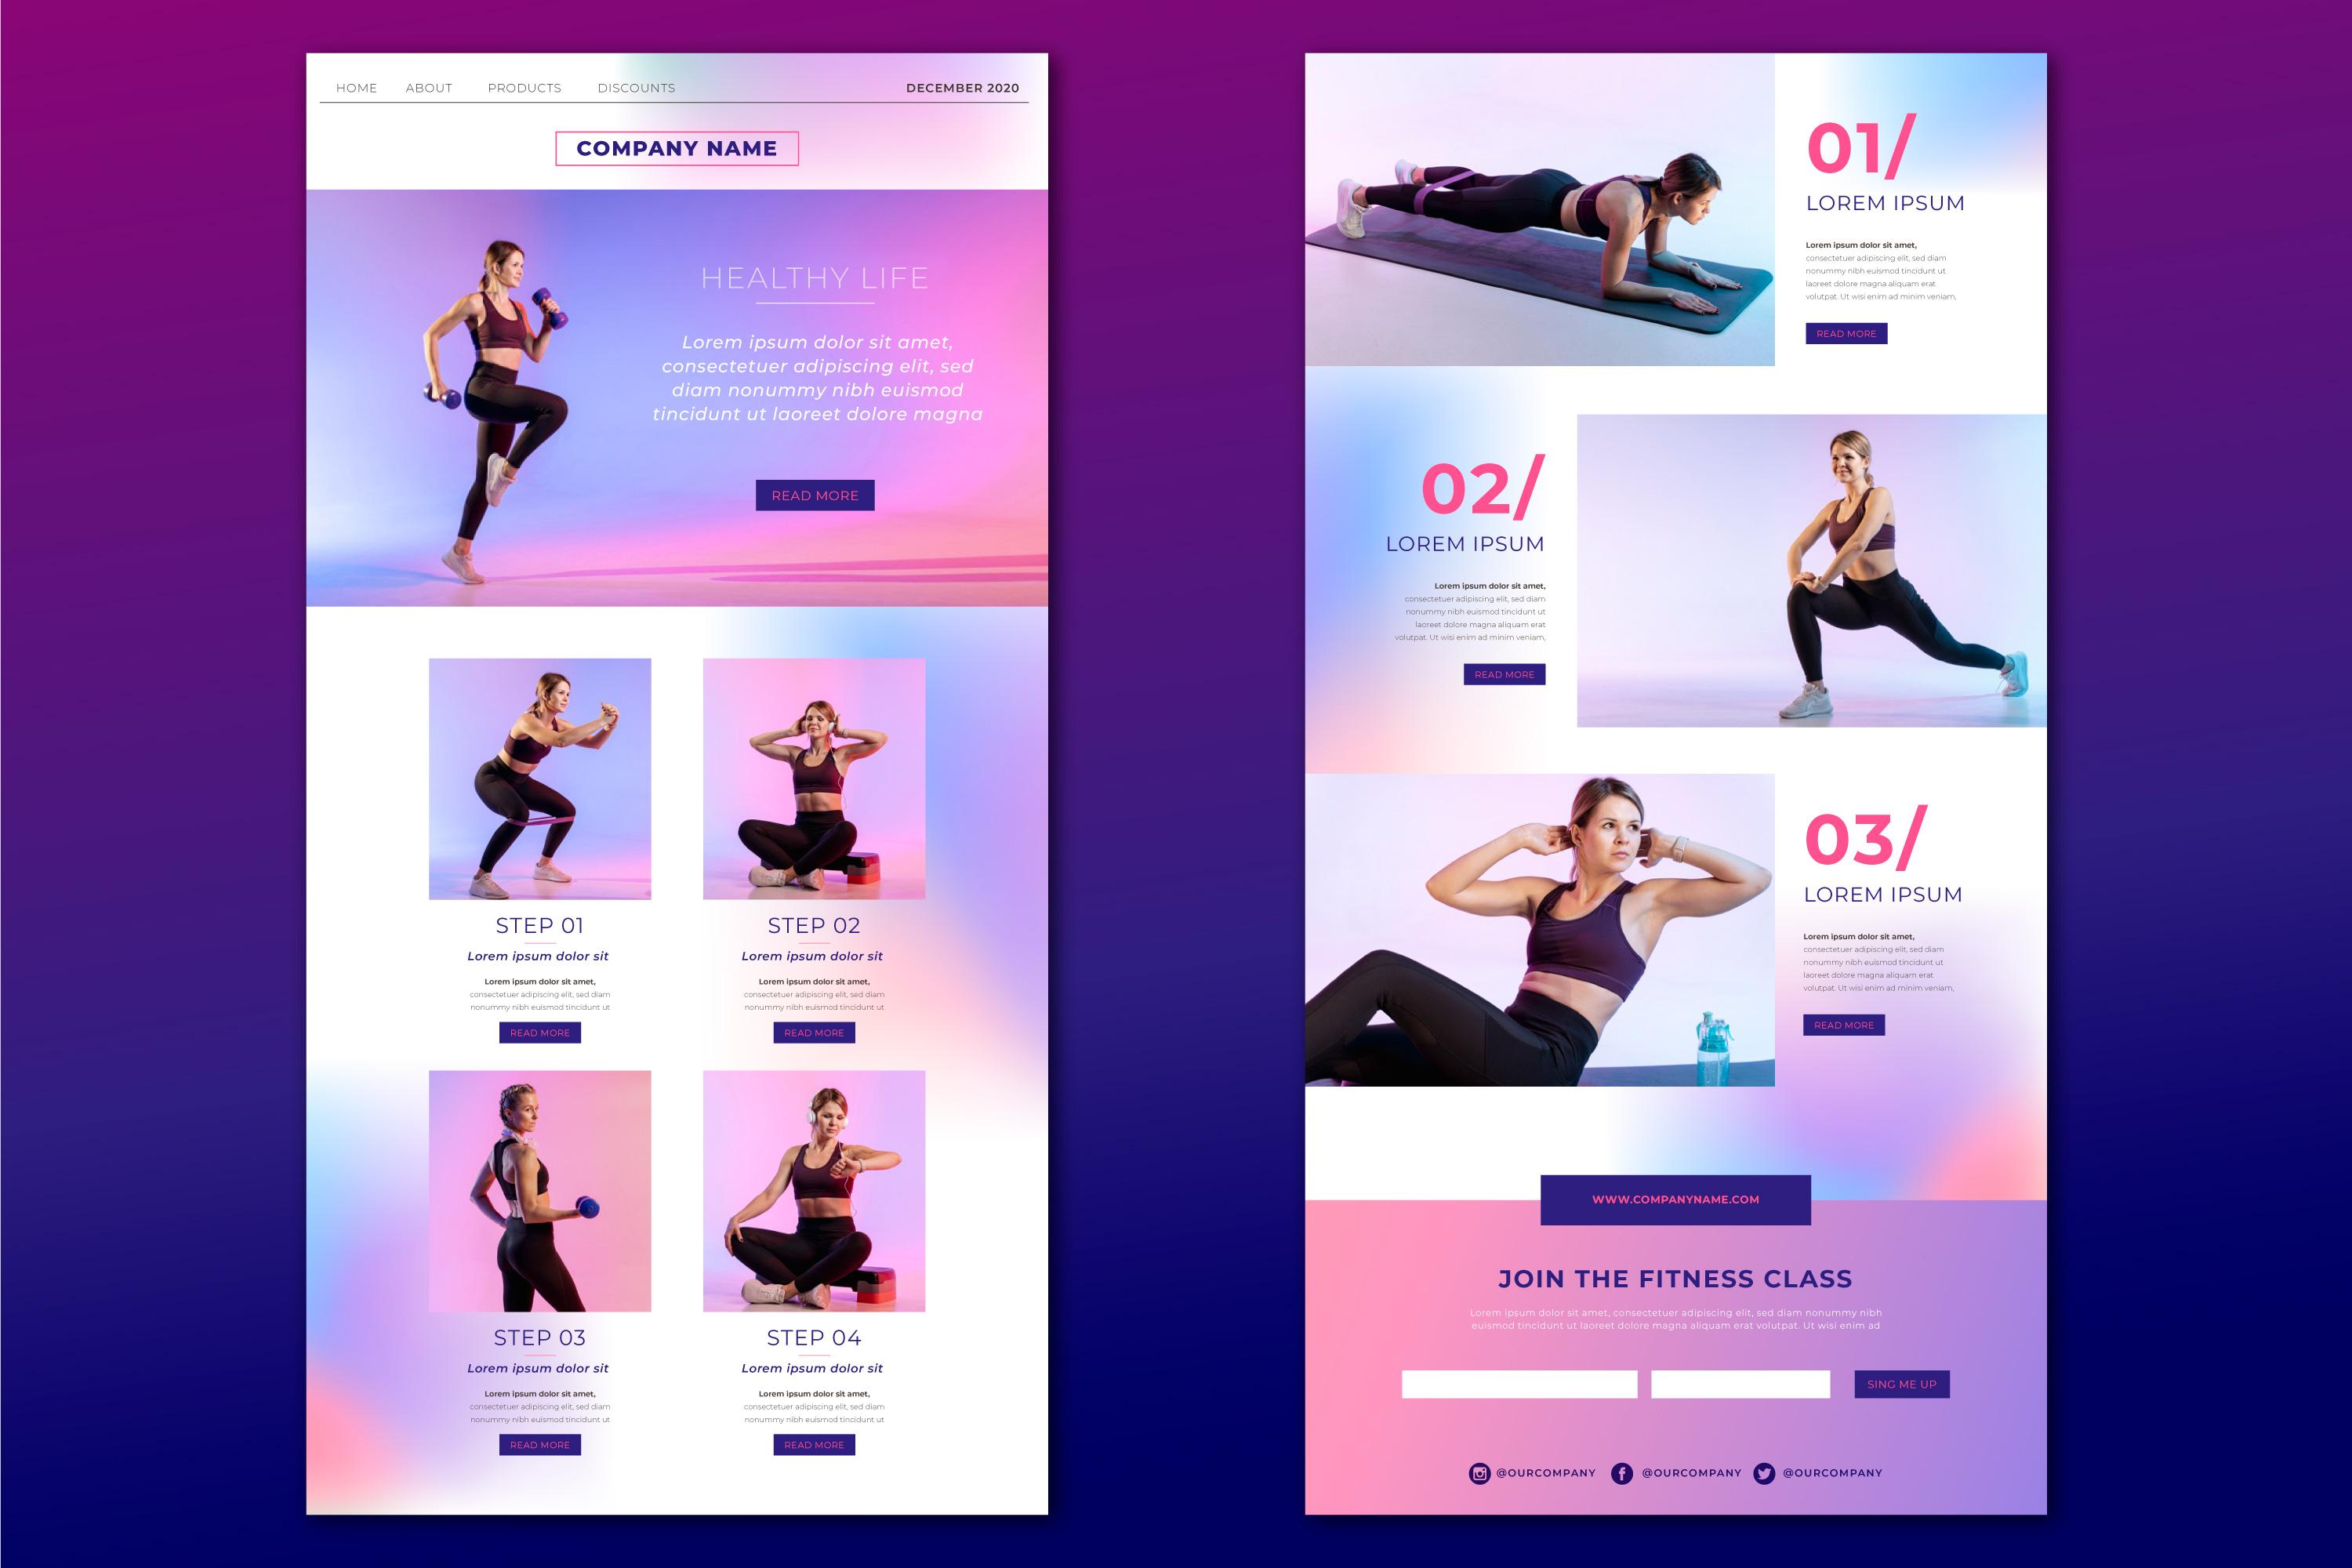 HOME ABOUT PRODUCTS DISCOUNTS DECEMBER 2020
COMPANY NAME
HEALTHY LIFE
Lorem ipsum dolor sit amet,
consectetuer adipiscing elit, sed
diam nonummy nibh euismod
tincidunt ut laoreet dolore magna
READ MORE
STEP 01
Lorem ipsum dolor sit
Lorem ipsum dolor sit amet,
consectetuer adipiscing elit, sed diam
nonummy nibh euismod tincidunt ut
READ MORE
STEP 02
Lorem ipsum dolor sit
Lorem ipsum dolor sit amet,
consectetuer adipiscing elit, sed diam
nonummy nibh euismod tincidunt ut
READ MORE
STEP 03
Lorem ipsum dolor sit
Lorem ipsum dolor sit amet,
consectetuer adipiscing elit, sed diam
nonummy nibh euismod tincidunt ut
READ MORE
STEP 04
Lorem ipsum dolor sit
Lorem ipsum dolor sit amet,
consectetuer adipiscing elit, sed diam
nonummy nibh euismod tincidunt ut
READ MORE
01/
LOREM IPSUM
Lorem ipsum dolor sit amet,
consectetuer adipiscing elit, sed diam
nonummy nibh euismod tincidunt ut
laoreet dolore magna aliquam erat
volutpat. Ut wisi enim ad minim veniam,
READ MORE
02/
LOREM IPSUM
Lorem ipsum dolor sit amet,
consectetuer adipiscing elit, sed diam
nonummy nibh euismod tincidunt ut
laoreet dolore magna aliquam erat
volutpat. Ut wisi enim ad minim veniam,
READ MORE
03/
LOREM IPSUM
Lorem ipsum dolor sit amet,
consectetuer adipiscing elit, sed diam
nonummy nibh euismod tincidunt ut
laoreet dolore magna aliquam erat
volutpat. Ut wisi enim ad minim veniam,
READ MORE
WWW.COMPANYNAME.COM
JOIN THE FITNESS CLASS
Lorem ipsum dolor sit amet, consectetuer adipiscing elit, sed diam nonummy nibh
euismod tincidunt ut laoreet dolore magna aliquam erat volutpat. Ut wisi enim ad
SING ME UP
@OURCOMPANY @OURCOMPANY @OURCOMPANY